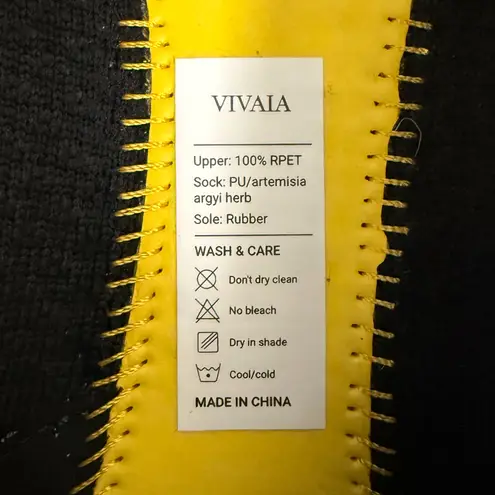 VIVAIA
Upper: 100% RPET
Sock: PU/artemisia
argyi herb
Sole: Rubber
WASH & CARE
Don't dry clean
No bleach
Dry in shade
Cool/cold
MADE IN CHINA